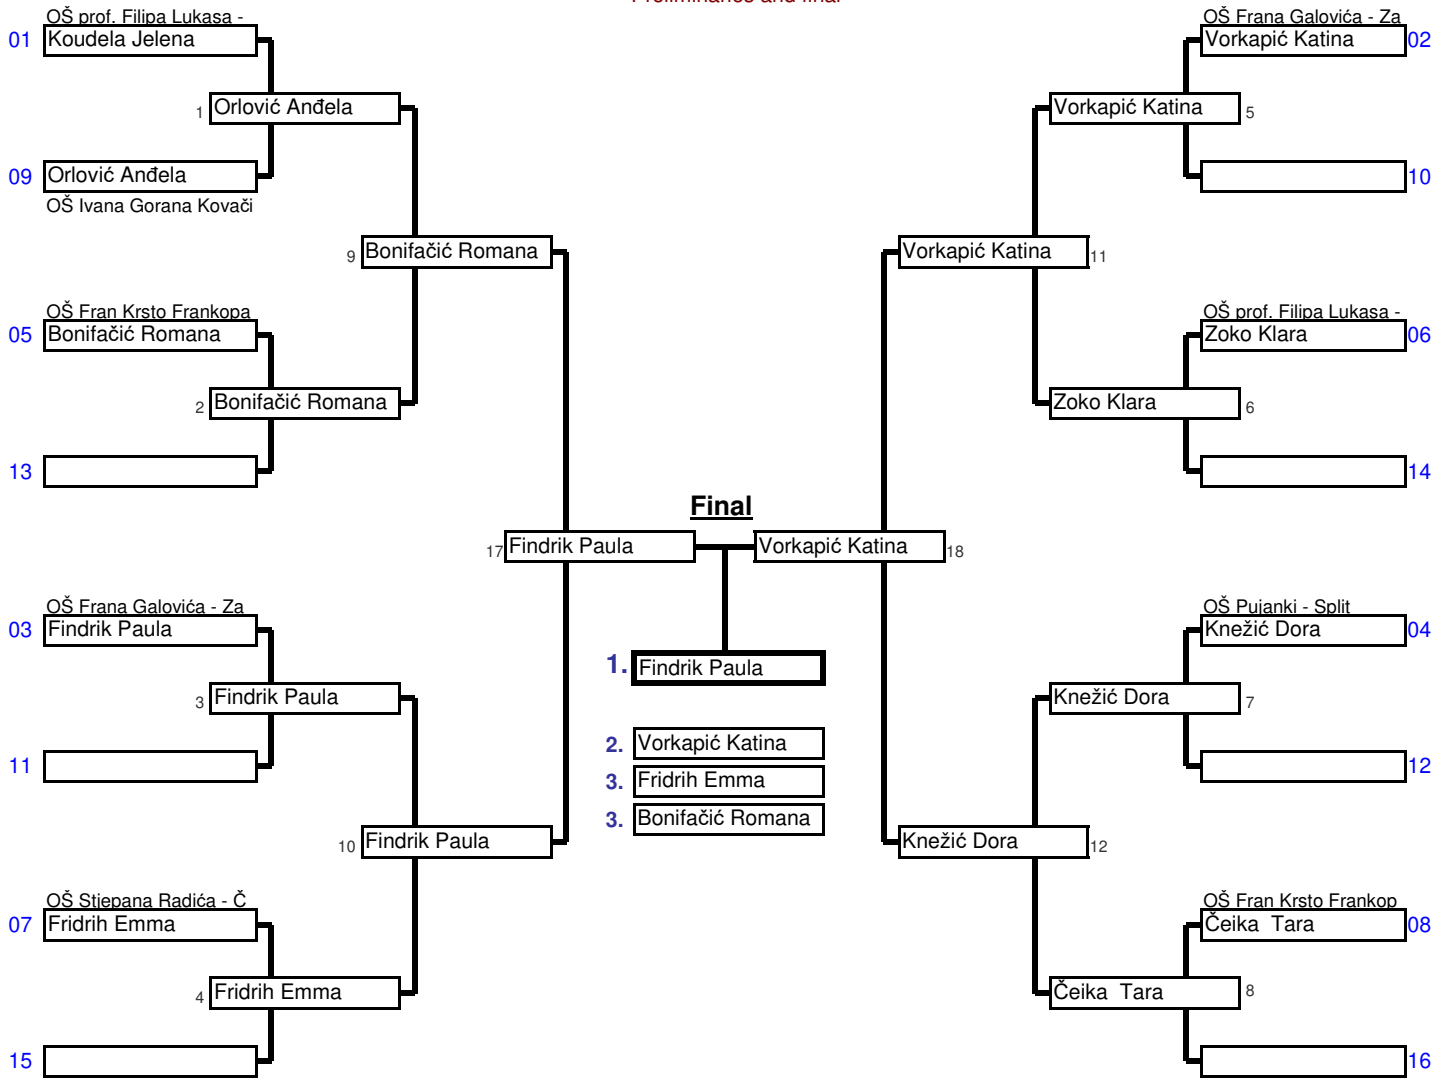 Preliminaries and final
OŠ prof. Filipa Lukasa -
01 Koudela Jelena
1 Orlović Anđela
09 Orlović Anđela
OŠ Ivana Gorana Kovači
9 Bonifačić Romana
OŠ Fran Krsto Frankopa
05 Bonifačić Romana
2 Bonifačić Romana
13
17 Findrik Paula
OŠ Frana Galovića - Za
03 Findrik Paula
3 Findrik Paula
11
10 Findrik Paula
OŠ Stjepana Radića - Č
07 Fridrih Emma
4 Fridrih Emma
15
Final
1. Findrik Paula
2. Vorkapić Katina
3. Fridrih Emma
3. Bonifačić Romana
OŠ Frana Galovića - Za
Vorkapić Katina 02
Vorkapić Katina 5
10
Vorkapić Katina 11
OŠ prof. Filipa Lukasa -
Zoko Klara 06
Zoko Klara 6
14
Vorkapić Katina 18
OŠ Pujanki - Split
Knežić Dora 04
Knežić Dora 7
12
Knežić Dora 12
OŠ Fran Krsto Frankop
Čeika Tara 08
Čeika Tara 8
16